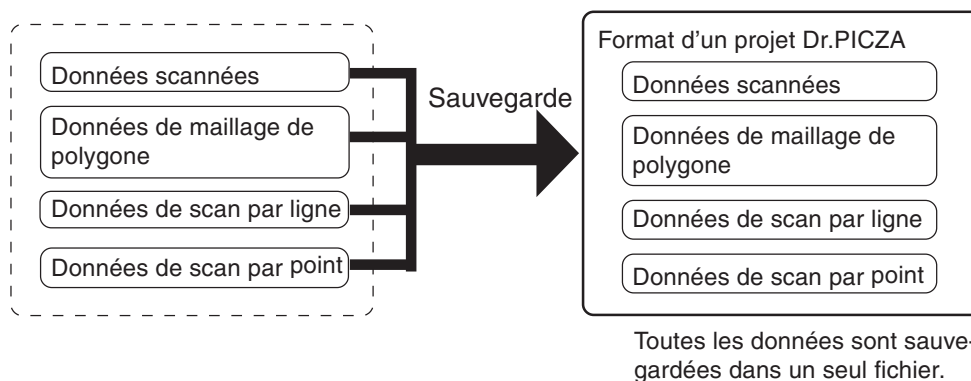 Données scannées
Données de maillage de
polygone
Données de scan par ligne
Données de scan par point
Sauvegarde
Format d'un projet Dr.PICZA
Données scannées
Données de maillage de
polygone
Données de scan par ligne
Données de scan par point
Toutes les données sont sauve-
gardées dans un seul fichier.